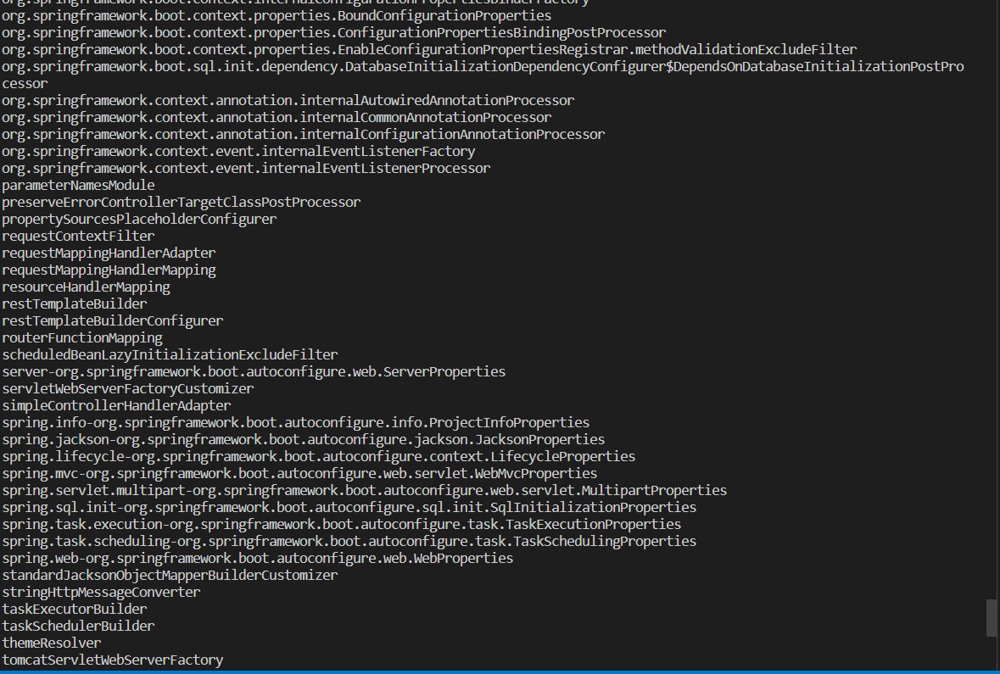 org.springframework.boot.context.internalConfigurationPropertiesBinderFactory
org.springframework.boot.context.properties.BoundConfigurationProperties
org.springframework.boot.context.properties.ConfigurationPropertiesBindingPostProcessor
org.springframework.boot.context.properties.EnableConfigurationPropertiesRegistrar.methodValidationExcludeFilter
org.springframework.boot.sql.init.dependency.DatabaseInitializationDependencyConfigurer$DependsOnDatabaseInitializationPostPro
cessor
org.springframework.context.annotation.internalAutowiredAnnotationProcessor
org.springframework.context.annotation.internalCommonAnnotationProcessor
org.springframework.context.annotation.internalConfigurationAnnotationProcessor
org.springframework.context.event.internalEventListenerFactory
org.springframework.context.event.internalEventListenerProcessor
parameterNamesModule
preserveErrorControllerTargetClassPostProcessor
propertySourcesPlaceholderConfigurer
requestContextFilter
requestMappingHandlerAdapter
requestMappingHandlerMapping
resourceHandlerMapping
restTemplateBuilder
restTemplateBuilderConfigurer
routerFunctionMapping
scheduledBeanLazyInitializationExcludeFilter
server-org.springframework.boot.autoconfigure.web.ServerProperties
servletWebServerFactoryCustomizer
simpleControllerHandlerAdapter
spring.info-org.springframework.boot.autoconfigure.info.ProjectInfoProperties
spring.jackson-org.springframework.boot.autoconfigure.jackson.JacksonProperties
spring.lifecycle-org.springframework.boot.autoconfigure.context.LifecycleProperties
spring.mvc-org.springframework.boot.autoconfigure.web.servlet.WebMvcProperties
spring.servlet.multipart-org.springframework.boot.autoconfigure.web.servlet.MultipartProperties
spring.sql.init-org.springframework.boot.autoconfigure.sql.init.SqlInitializationProperties
spring.task.execution-org.springframework.boot.autoconfigure.task.TaskExecutionProperties
spring.task.scheduling-org.springframework.boot.autoconfigure.task.TaskSchedulingProperties
spring.web-org.springframework.boot.autoconfigure.web.WebProperties
standardJacksonObjectMapperBuilderCustomizer
stringHttpMessageConverter
taskExecutorBuilder
taskSchedulerBuilder
themeResolver
tomcatServletWebServerFactory